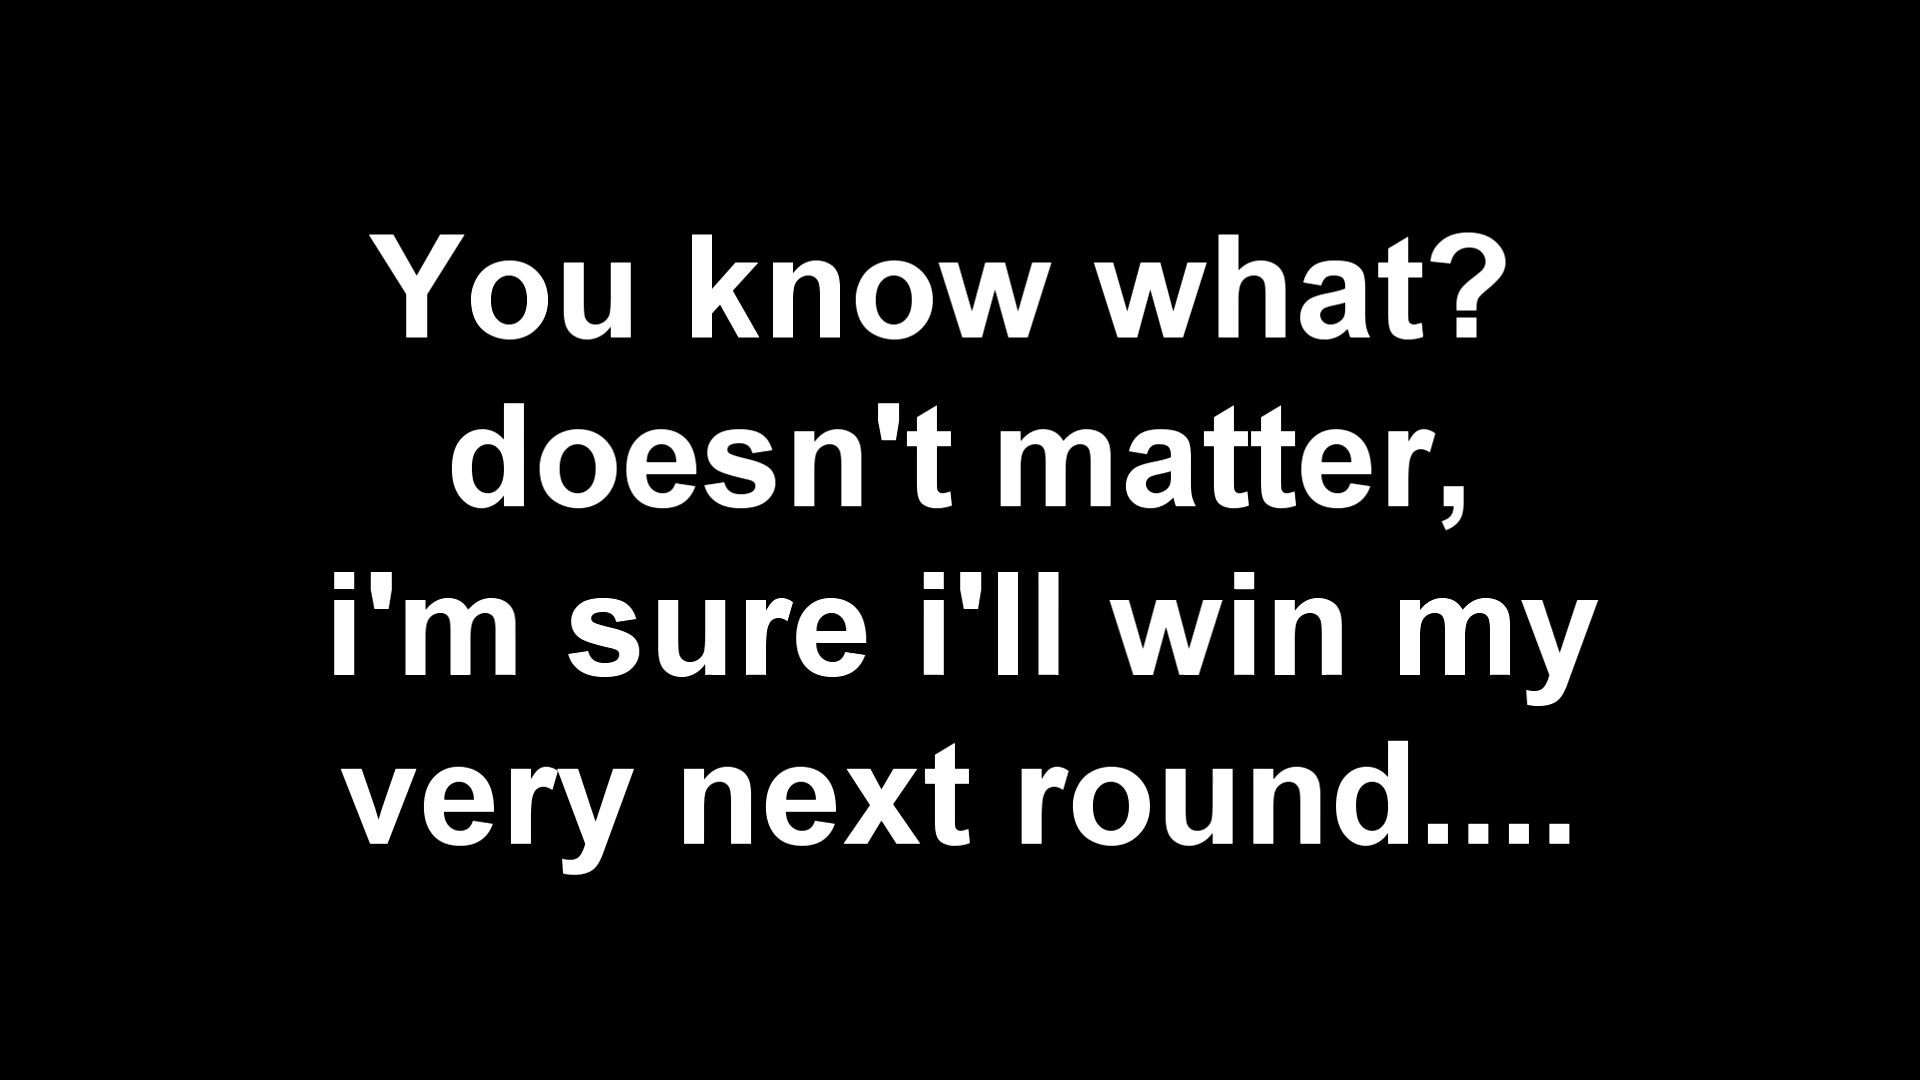 You know what?
doesn't matter,
i'm sure i'll win my
very next round....